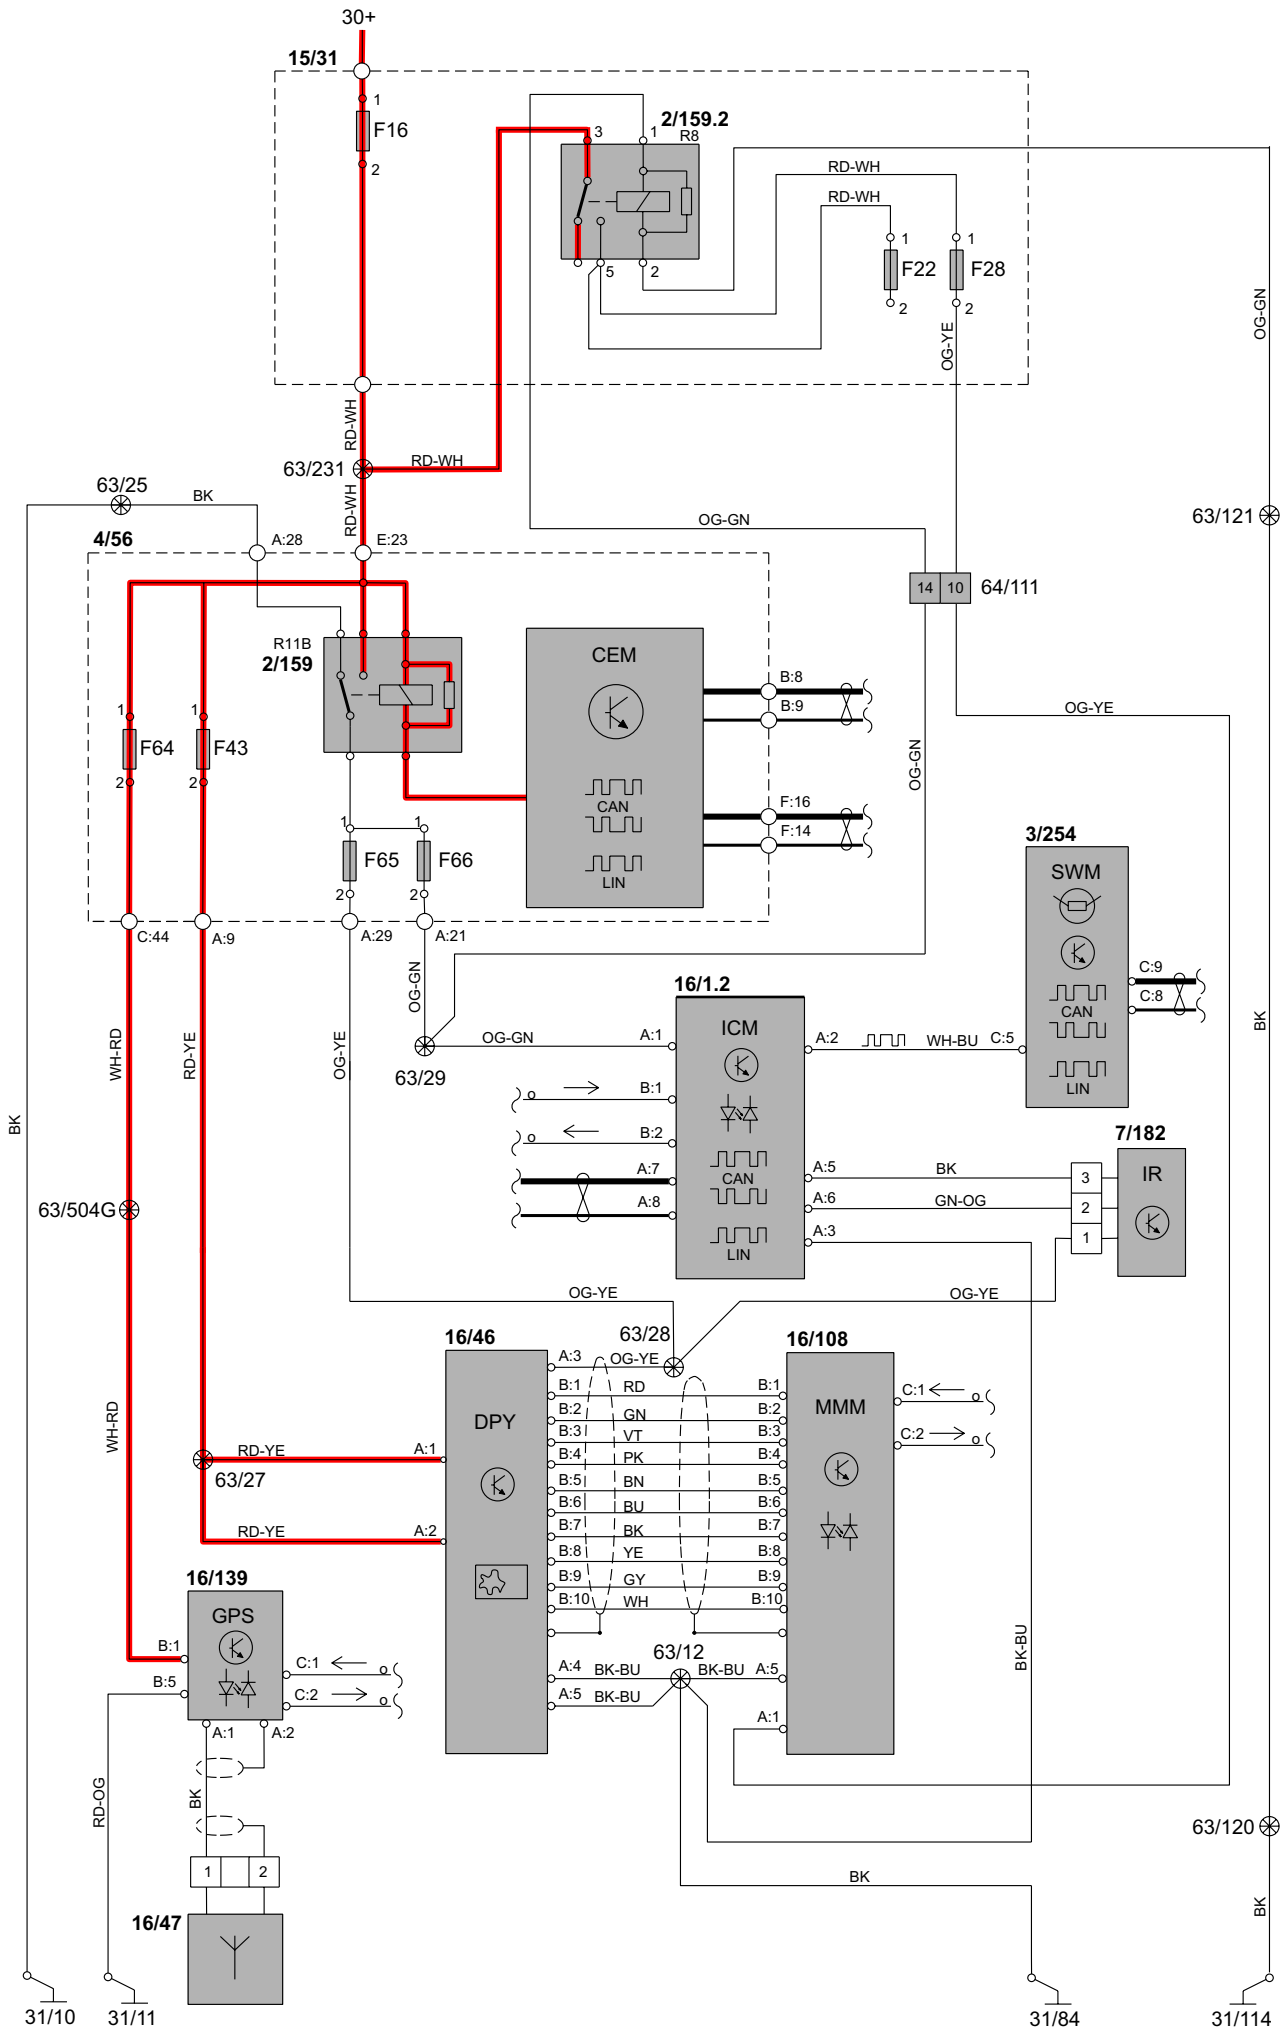 30+
15/31
1
F16
2
2/159.2
R8
3
1
5
2
RD-WH
RD-WH
1
1
F22
F28
2
2
OG-YE
OG-GN
RD-WH
63/231
RD-WH
RD-WH
63/25
BK
OG-GN
63/121
4/56
A:28
E:23
14
10
64/111
R11B
2/159
CEM
B:8
B:9
OG-YE
1
1
F64
F43
2
2
CAN
LIN
F:16
F:14
OG-GN
1
1
F65
F66
2
2
3/254
SWM
CAN
LIN
C:9
C:8
C:44
A:9
A:29
A:21
OG-GN
WH-RD
RD-YE
OG-YE
63/29
OG-GN
16/1.2
ICM
A:1
B:1
o
B:2
o
A:7
A:8
CAN
LIN
A:2
WH-BU
C:5
BK
BK
7/182
IR
A:5
BK
3
A:6
GN-OG
2
A:3
1
63/504G
OG-YE
OG-YE
63/28
16/46
DPY
A:3
OG-YE
16/108
MMM
B:1
RD
B:1
B:2
GN
B:2
B:3
VT
B:3
B:4
PK
B:4
B:5
BN
B:5
B:6
BU
B:6
B:7
BK
B:7
B:8
YE
B:8
B:9
GY
B:9
B:10
WH
B:10
C:1
o
C:2
o
WH-RD
RD-YE
A:1
63/27
RD-YE
A:2
16/139
GPS
B:1
B:5
C:1
o
C:2
o
A:1
A:2
63/12
A:4
BK-BU
BK-BU
A:5
A:5
BK-BU
A:1
BK-BU
RD-OG
BK
1
2
16/47
63/120
BK
BK
31/10
31/11
31/84
31/114